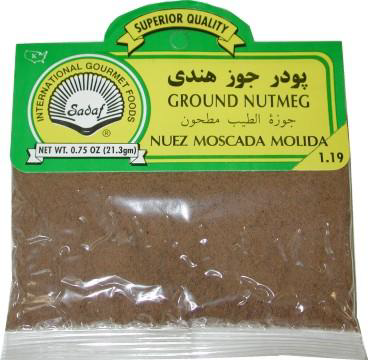 SUPERIOR QUALITY
K
INTERNATIONAL GOURMET FOODS
Sadaf
®
NET WT. 0.75 OZ (21.3gm)
پودر جوز هندی
GROUND NUTMEG
جوزة الطيب مطحون
NUEZ MOSCADA MOLIDA
1.19